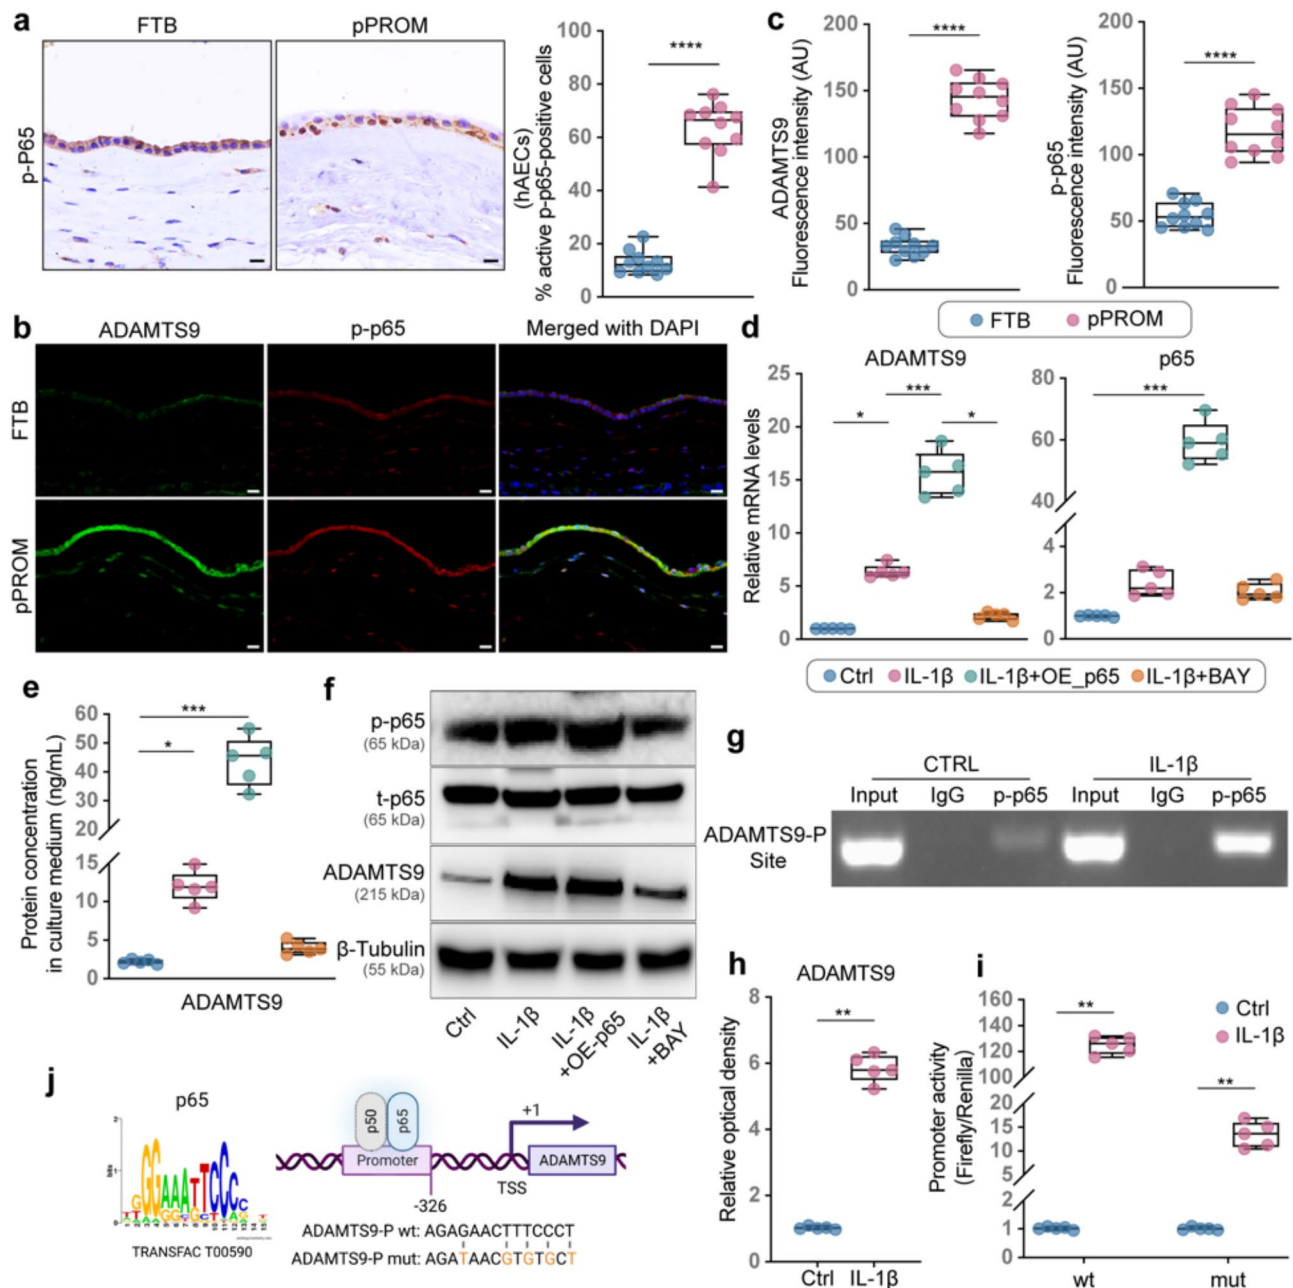 a
FTB
pPROM
p-P65
(hAECs)
% active p-p65-positive cells
100
80
60
40
20
0
****
c
ADAMTS9
Fluorescence intensity (AU)
200
150
100
50
0
****
p-p65
Fluorescence intensity (AU)
200
150
100
50
0
****
FTB
pPROM
b
ADAMTS9
p-p65
Merged with DAPI
FTB
pPROM
d
Relative mRNA levels
ADAMTS9
25
20
15
10
5
0
*
***
*
p65
80
60
40
4
2
0
***
Ctrl
IL-1β
IL-1β+OE_p65
IL-1β+BAY
e
Protein concentration
in culture medium (ng/mL)
60
50
40
30
20
15
10
5
0
***
*
ADAMTS9
f
p-p65
(65 kDa)
t-p65
(65 kDa)
ADAMTS9
(215 kDa)
β-Tubulin
(55 kDa)
Ctrl
IL-1β
IL-1β
+OE-p65
IL-1β
+BAY
g
CTRL
IL-1β
Input IgG p-p65 Input IgG p-p65
ADAMTS9-P
Site
h
ADAMTS9
Relative optical density
8
6
4
2
0
**
Ctrl IL-1β
i
Promoter activity
(Firefly/Renilla)
160
140
120
100
20
15
10
5
2
1
0
**
**
Ctrl
IL-1β
wt mut
j
p65
bits
2
1
TRANSFAC T00590
p50
p65
Promoter
+1
TSS
ADAMTS9
-326
ADAMTS9-P wt: AGAGAACTTTCCCT
ADAMTS9-P mut: AGATAACGTGTGCT